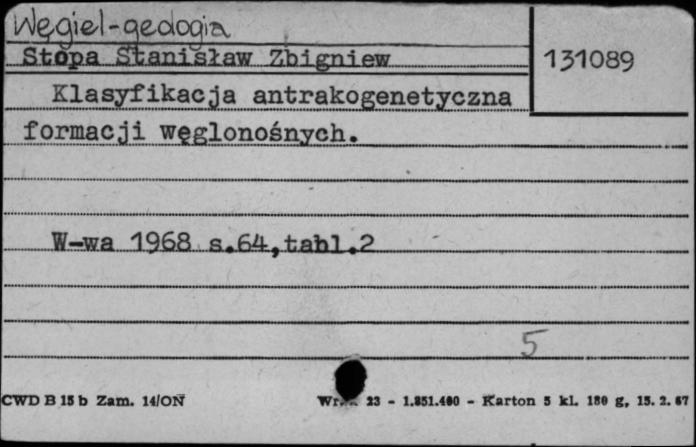 Węgiel-geologia
Stopa Stanisław Zbigniew
131089
Klasyfikacja antrakogenetyczna
formacji węglonośnych.
W-wa 1968 s.64,tabl.2
5
CWD B 15 b Zam. 14/ON 23 - 1.851.400 - Karton 5 kl. 180 g, 15. 2. 67